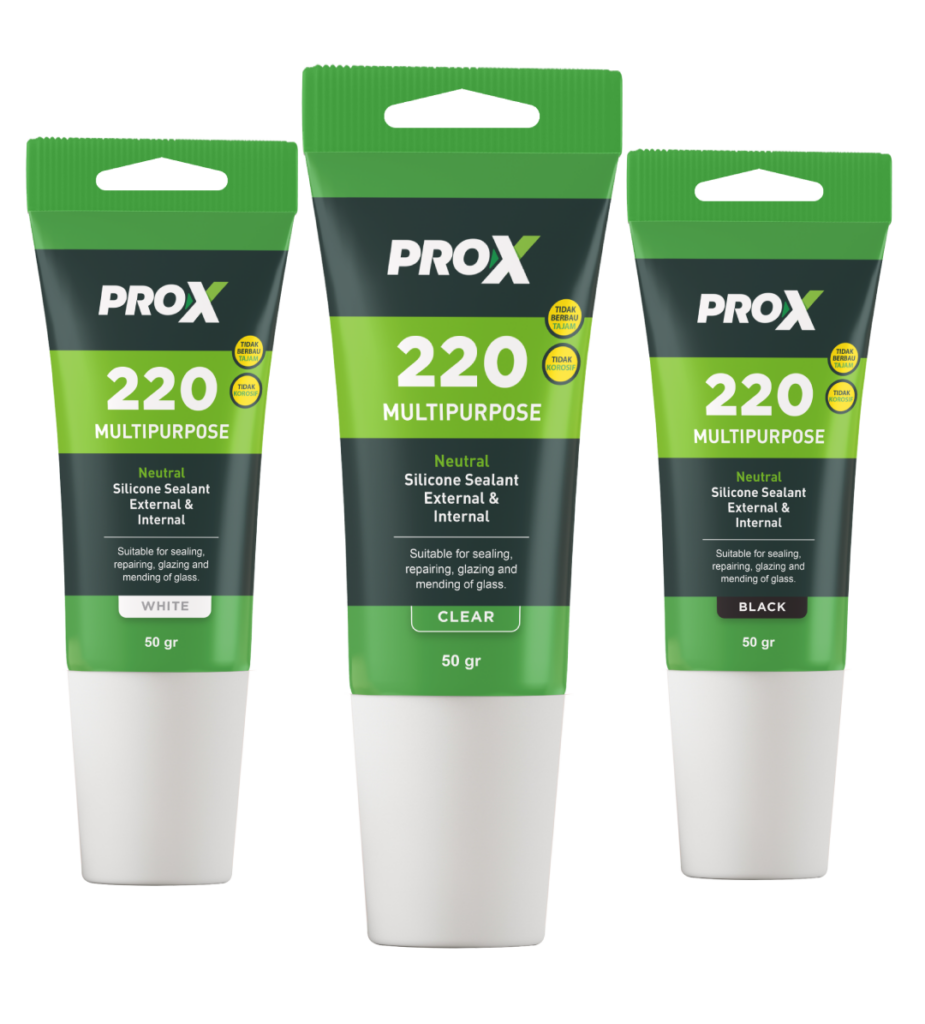 PROX
TIDAK
BERBAU
TAJAM
220
TIDAK
KOROSIF
MULTIPURPOSE
Neutral
Silicone Sealant
External &
Internal
Suitable for sealing,
repairing, glazing and
mending of glass.
WHITE
50 gr
PROX
TIDAK
BERBAU
TAJAM
220
TIDAK
KOROSIF
MULTIPURPOSE
Neutral
Silicone Sealant
External &
Internal
Suitable for sealing,
repairing, glazing and
mending of glass.
CLEAR
50 gr
PROX
TIDAK
BERBAU
TAJAM
220
TIDAK
KOROSIF
MULTIPURPOSE
Neutral
Silicone Sealant
External &
Internal
Suitable for sealing,
repairing, glazing and
mending of glass.
BLACK
50 gr